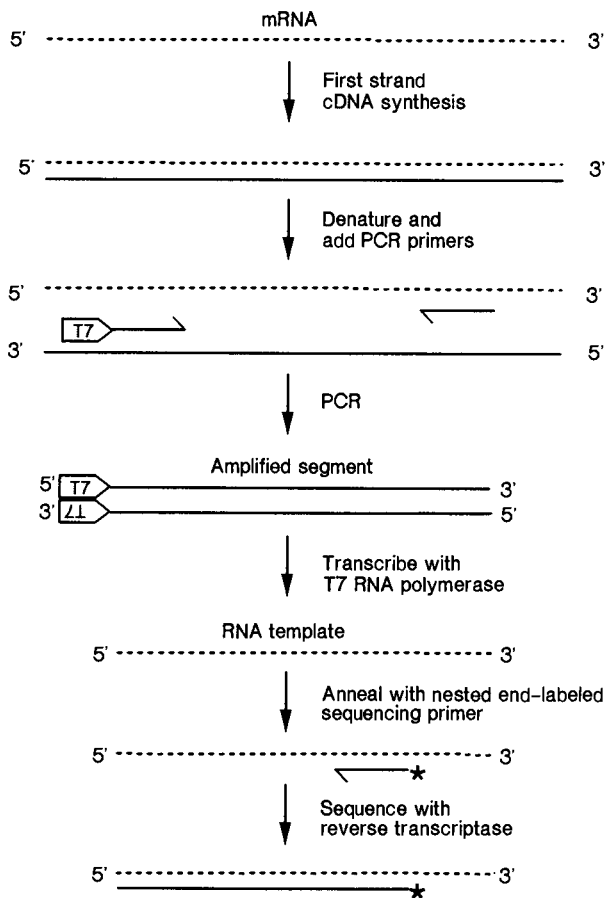 mRNA
5' 3'
First strand
cDNA synthesis
5' 3'
Denature and
add PCR primers
5' 3'
T7
3' 5'
PCR
Amplified segment
5' T7 3'
3' T7 5'
Transcribe with
T7 RNA polymerase
RNA template
5' 3'
Anneal with nested end-labeled
sequencing primer
5' 3'
*
Sequence with
reverse transcriptase
5' 3'
*